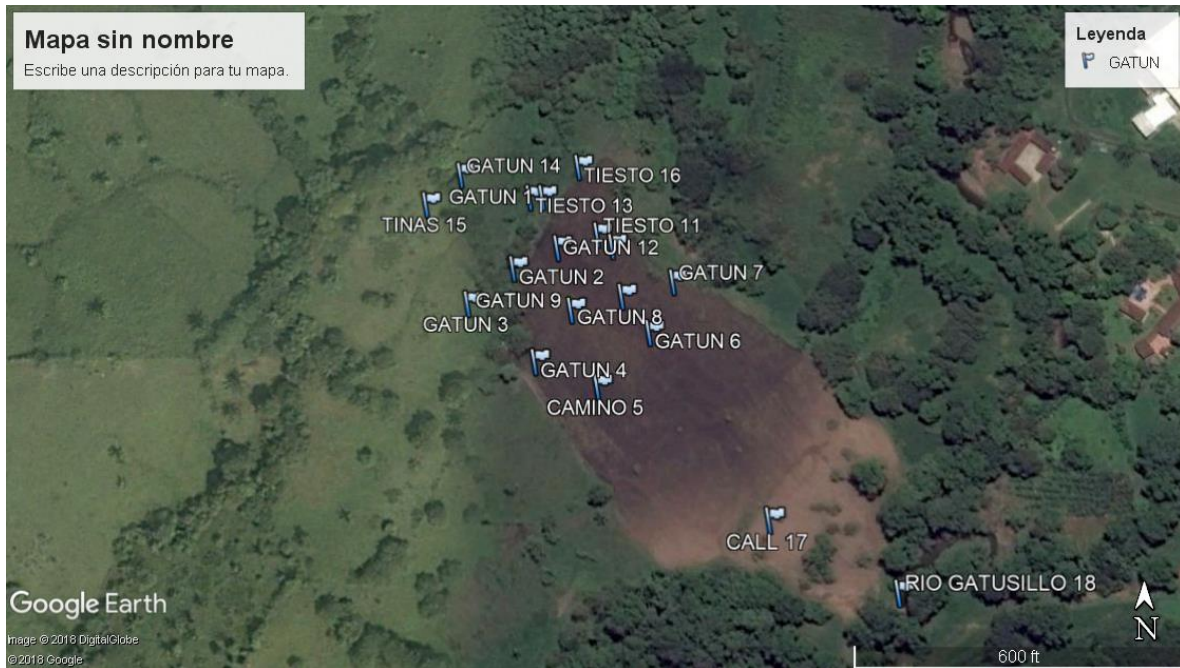 Mapa sin nombre
Escribe una descripción para tu mapa.
Leyenda
GATUN
GATUN 14
TIESTO 16
GATUN 1
TIESTO 13
TINAS 15
TIESTO 11
GATUN 12
GATUN 2
GATUN 7
GATUN 9
GATUN 3
GATUN 8
GATUN 6
GATUN 4
CAMINO 5
CALL 17
RIO GATUSILLO 18
Google Earth
Image © 2018 DigitalGlobe
© 2018 Google
N
600 ft